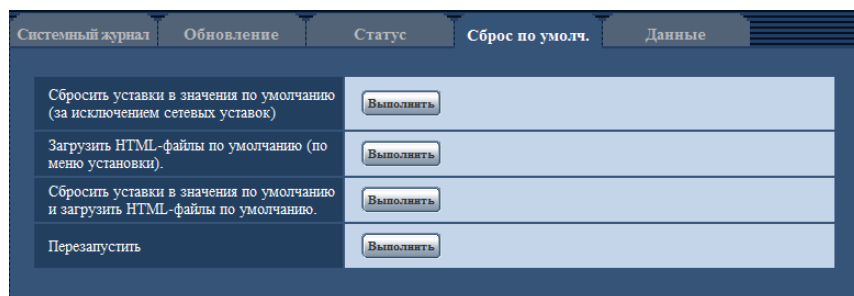 Системный журнал Обновление Статус Сброс по умолч. Данные
Сбросить уставки в значения по умолчанию
(за исключением сетевых уставок)
Выполнить
Загрузить HTML-файлы по умолчанию (по
меню установки).
Выполнить
Сбросить уставки в значения по умолчанию
и загрузить HTML-файлы по умолчанию.
Выполнить
Перезапустить
Выполнить